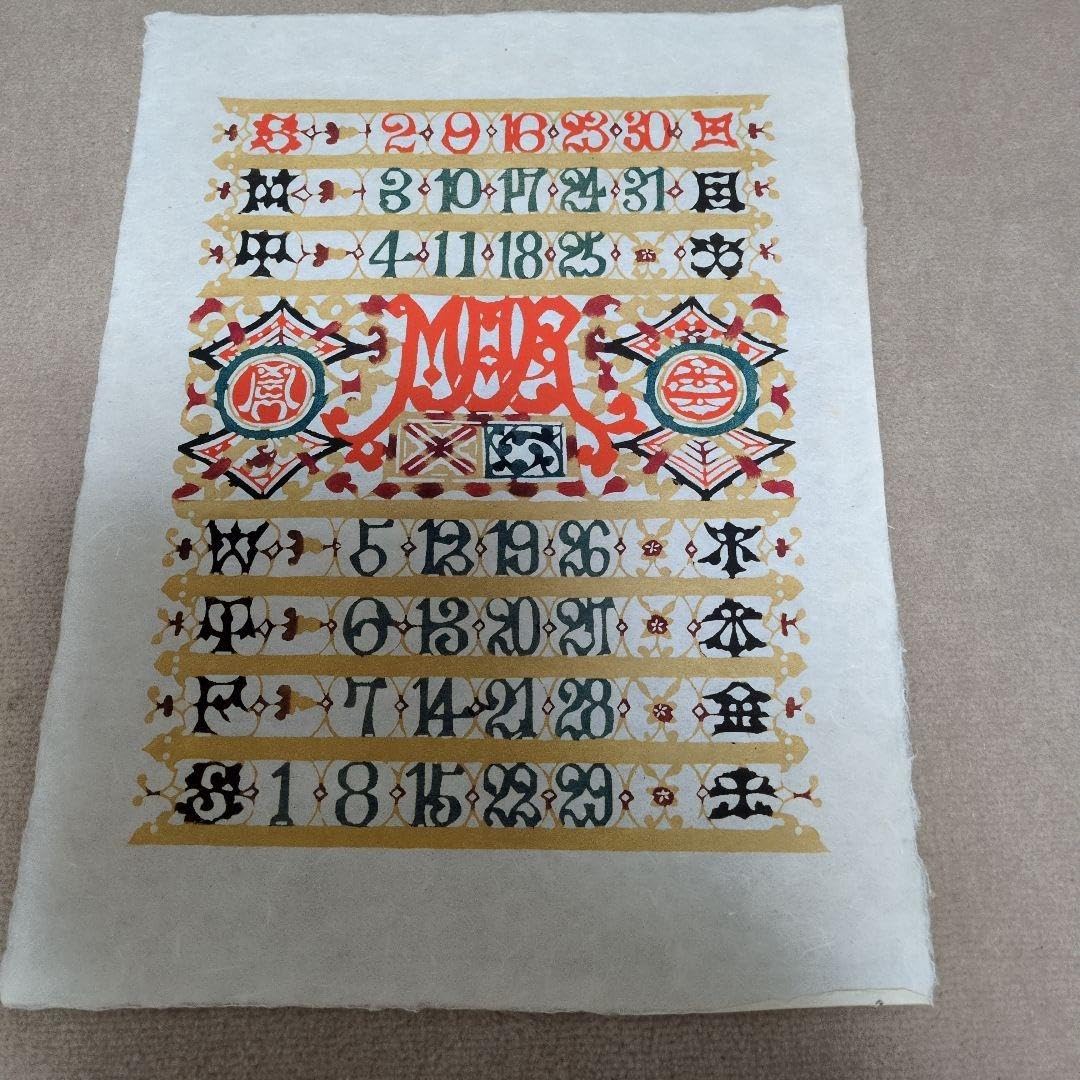 S 2 9 16 23 30 日
M 3 10 17 24 31 月
T 4 11 18 25 火
MAR
W 5 12 19 26 水
T 6 13 20 27 木
F 7 14 21 28 金
S 1 8 15 22 29 土